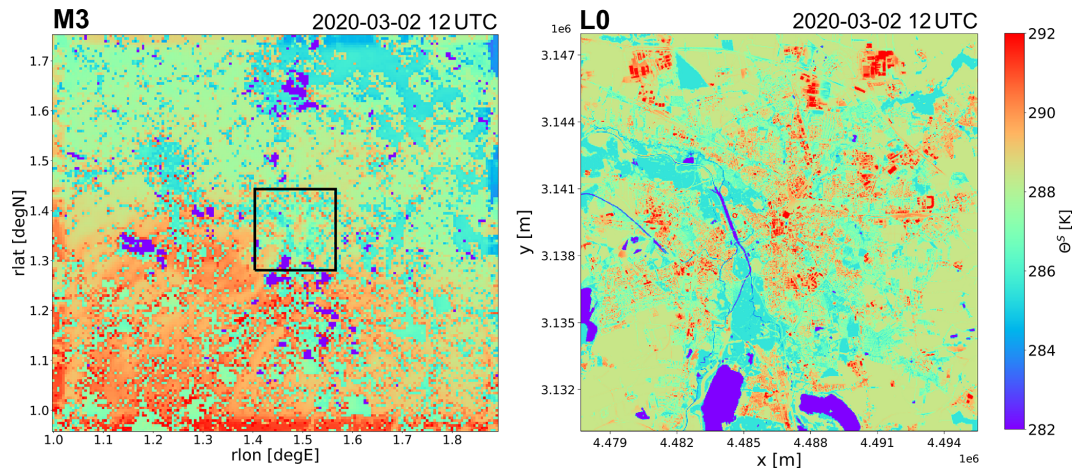 M3 2020-03-02 12 UTC
1.7
1.6
1.5
1.4
1.3
1.2
1.1
1.0
rlat [degN]
1.0 1.1 1.2 1.3 1.4 1.5 1.6 1.7 1.8
rlon [degE]
L0 2020-03-02 12 UTC
1e6
3.147
3.144
3.141
3.138
3.135
3.132
y [m]
4.479 4.482 4.485 4.488 4.491 4.494
1e6
x [m]
292
290
288
286
284
282
Θˢ [K]